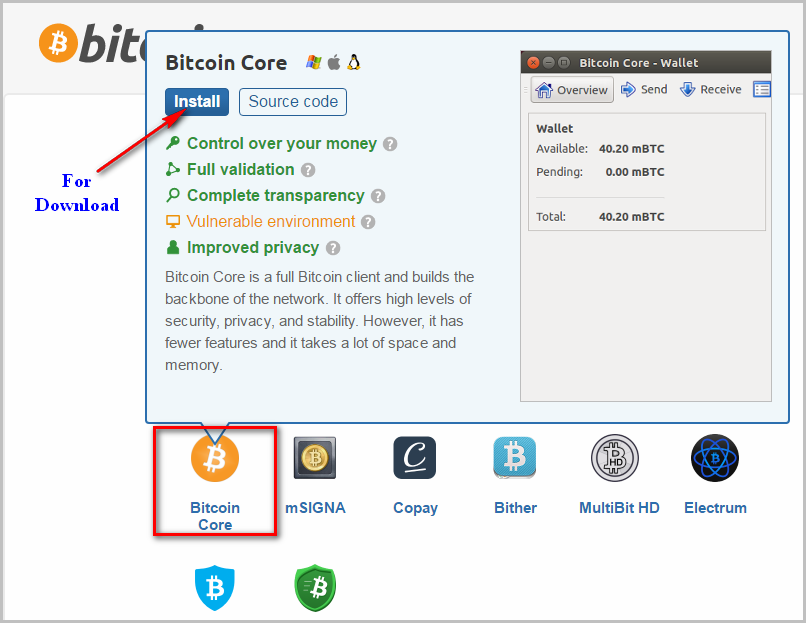 bitc
Bitcoin Core
Install
Source code
For
Download
Control over your money ?
Full validation ?
Complete transparency ?
Vulnerable environment ?
Improved privacy ?
Bitcoin Core is a full Bitcoin client and builds the
backbone of the network. It offers high levels of
security, privacy, and stability. However, it has
fewer features and it takes a lot of space and
memory.
Bitcoin Core - Wallet
Overview
Send
Receive
Wallet
Available: 40.20 mBTC
Pending: 0.00 mBTC
Total: 40.20 mBTC
Bitcoin
Core
mSIGNA
Copay
Bither
HD
MultiBit HD
Electrum